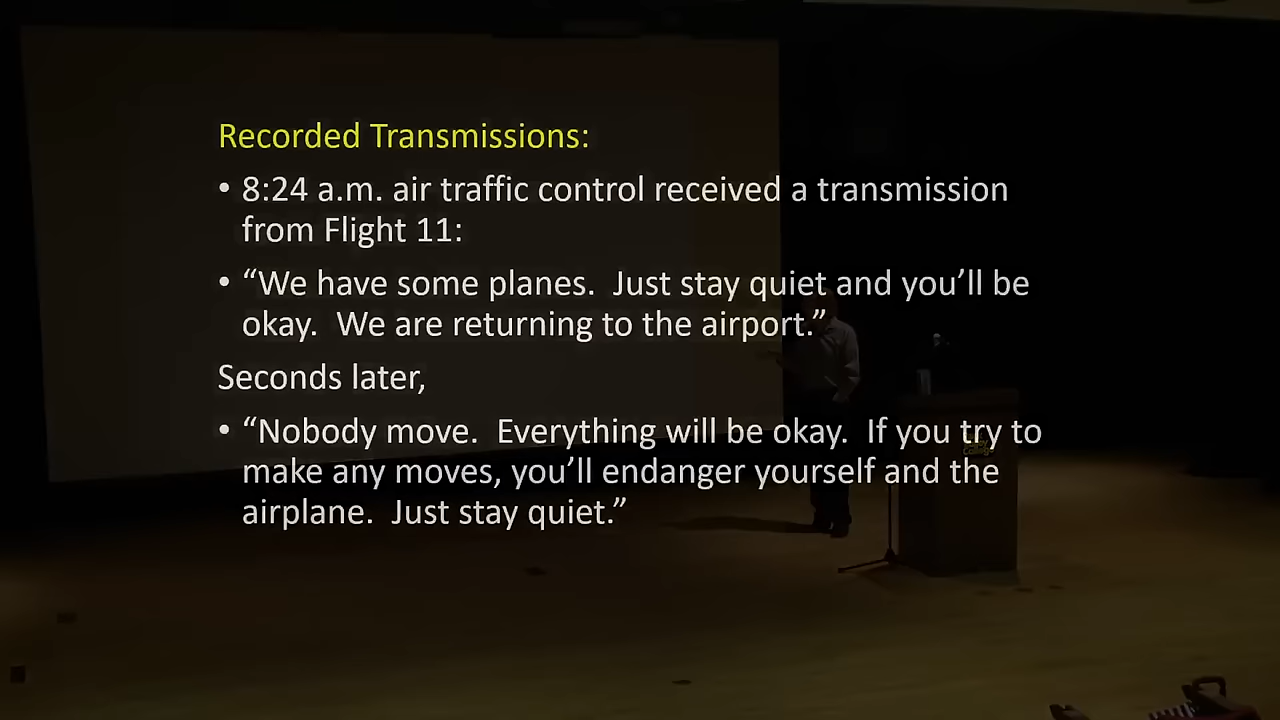 Recorded Transmissions:
• 8:24 a.m. air traffic control received a transmission
from Flight 11:
• “We have some planes.  Just stay quiet and you’ll be
okay.  We are returning to the airport.”
Seconds later,
• “Nobody move.  Everything will be okay.  If you try to
make any moves, you’ll endanger yourself and the
airplane.  Just stay quiet.”